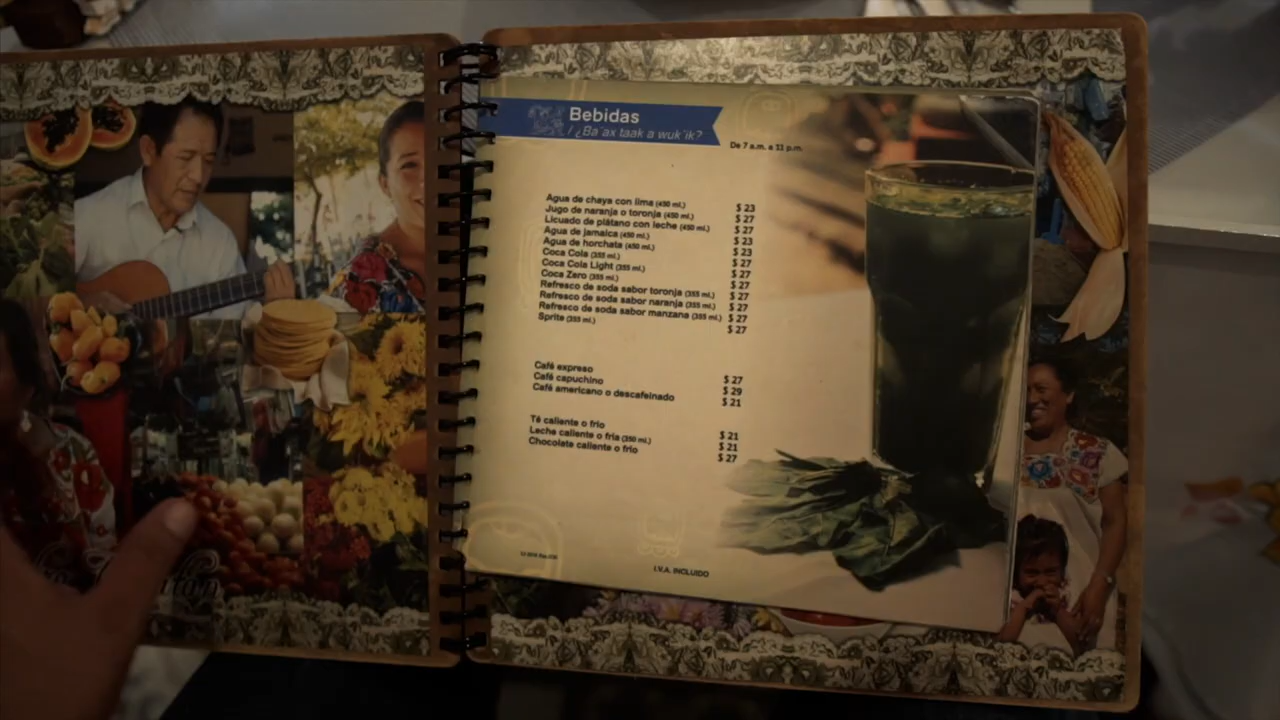 Bebidas
/ ¿Ba´ax taak a wuk´ik?
De 7 a.m. a 11 p.m.
Agua de chaya con lima (450 ml.) $ 23
Jugo de naranja o toronja (450 ml.) $ 27
Licuado de plátano con leche (450 ml.) $ 27
Agua de jamaica (450 ml.) $ 23
Agua de horchata (450 ml.) $ 23
Coca Cola (355 ml.) $ 27
Coca Cola Light (355 ml.) $ 27
Coca Zero (355 ml.) $ 27
Refresco de soda sabor toronja (355 ml.) $ 27
Refresco de soda sabor naranja (355 ml.) $ 27
Refresco de soda sabor manzana (355 ml.) $ 27
Sprite (355 ml.) $ 27
Café expreso $ 27
Café capuchino $ 29
Café americano o descafeinado $ 21
Té caliente o frío $ 21
Leche caliente o fría (350 ml.) $ 21
Chocolate caliente o frío $ 27
I.V.A. INCLUIDO